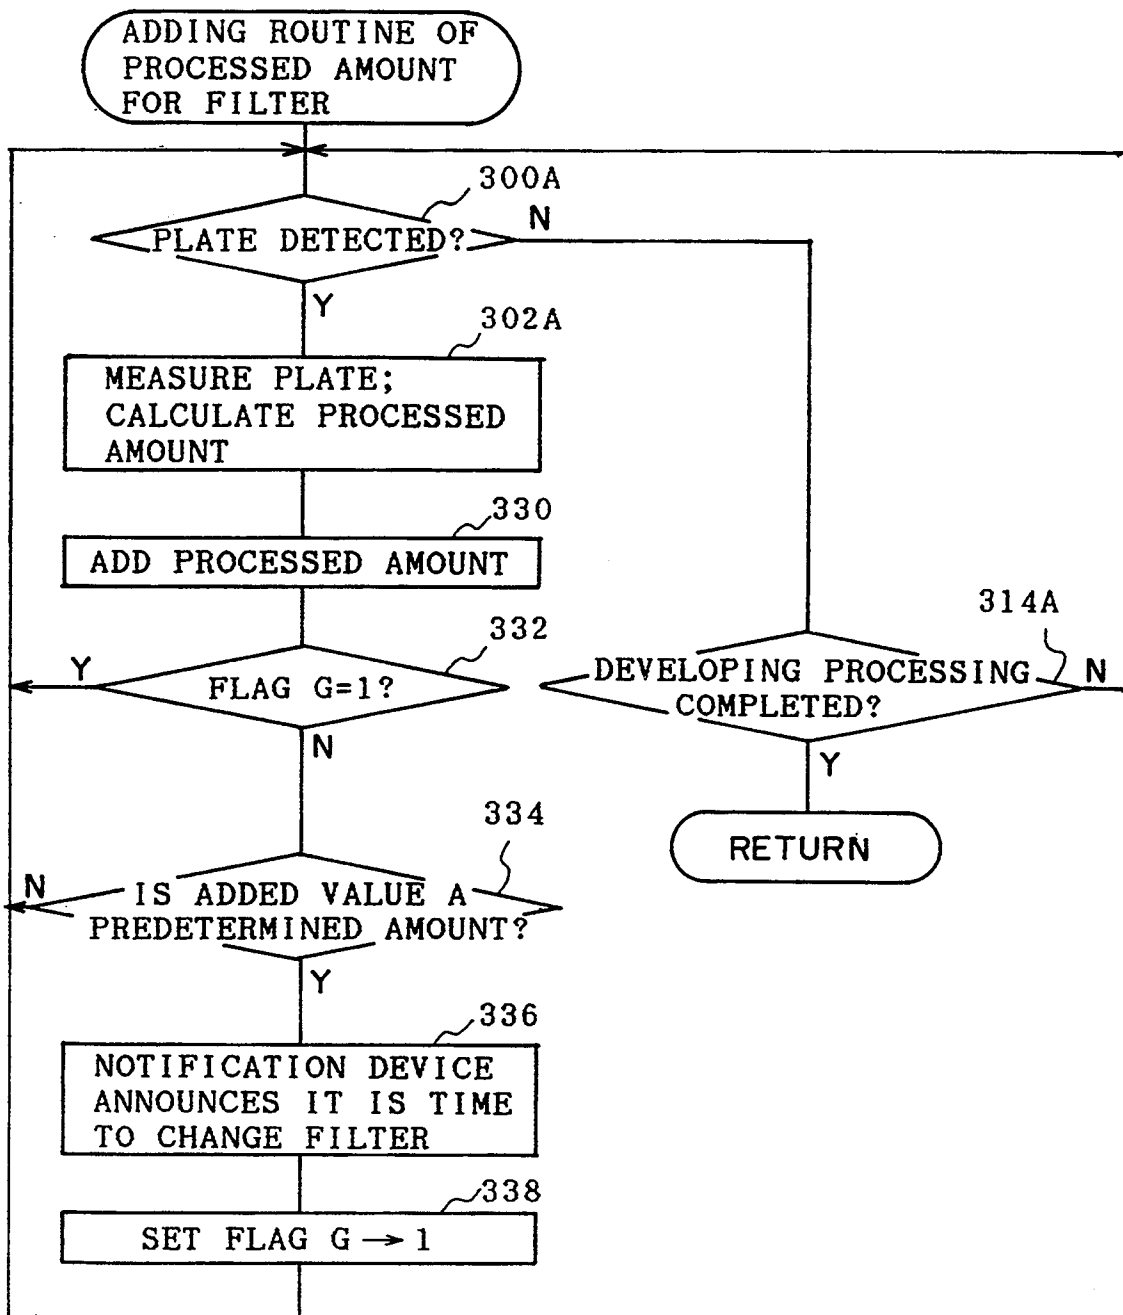 ADDING ROUTINE OF
PROCESSED AMOUNT
FOR FILTER
300A
PLATE DETECTED?
N
Y
302A
MEASURE PLATE;
CALCULATE PROCESSED
AMOUNT
330
ADD PROCESSED AMOUNT
332
Y
FLAG G=1?
N
314A
DEVELOPING PROCESSING
COMPLETED?
N
Y
RETURN
334
N
IS ADDED VALUE A
PREDETERMINED AMOUNT?
Y
336
NOTIFICATION DEVICE
ANNOUNCES IT IS TIME
TO CHANGE FILTER
338
SET FLAG G → 1